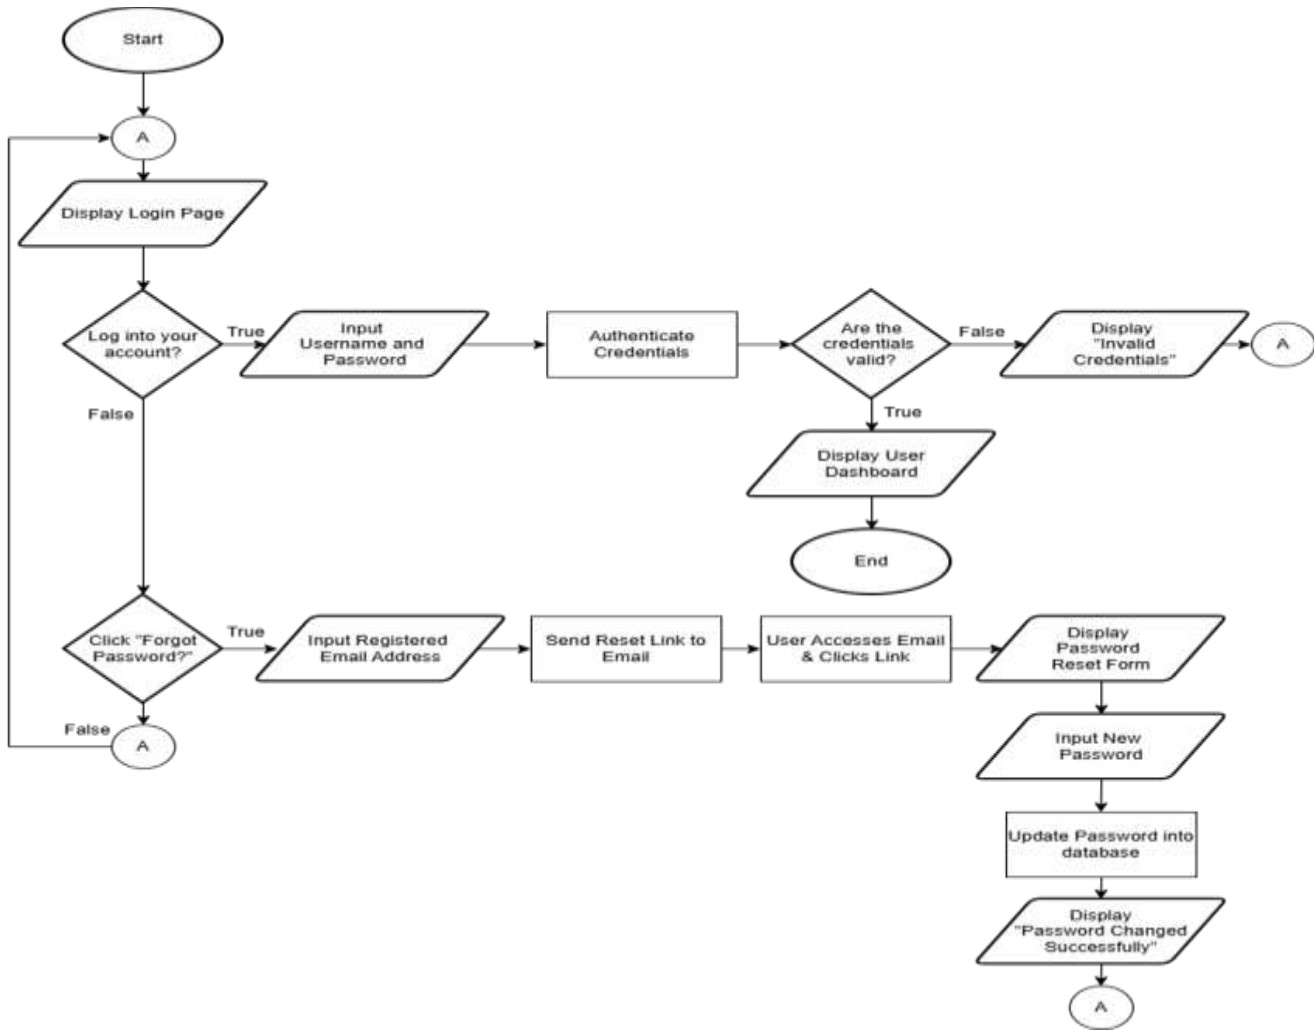 Start
A
Display Login Page
Log into your
account?
True
Input
Username and
Password
Authenticate
Credentials
Are the
credentials
valid?
False
Display
"Invalid
Credentials"
A
False
True
Display User
Dashboard
End
Click "Forgot
Password?"
True
Input Registered
Email Address
Send Reset Link to
Email
User Accesses Email
& Clicks Link
Display
Password
Reset Form
False
A
Input New
Password
Update Password into
database
Display
"Password Changed
Successfully"
A